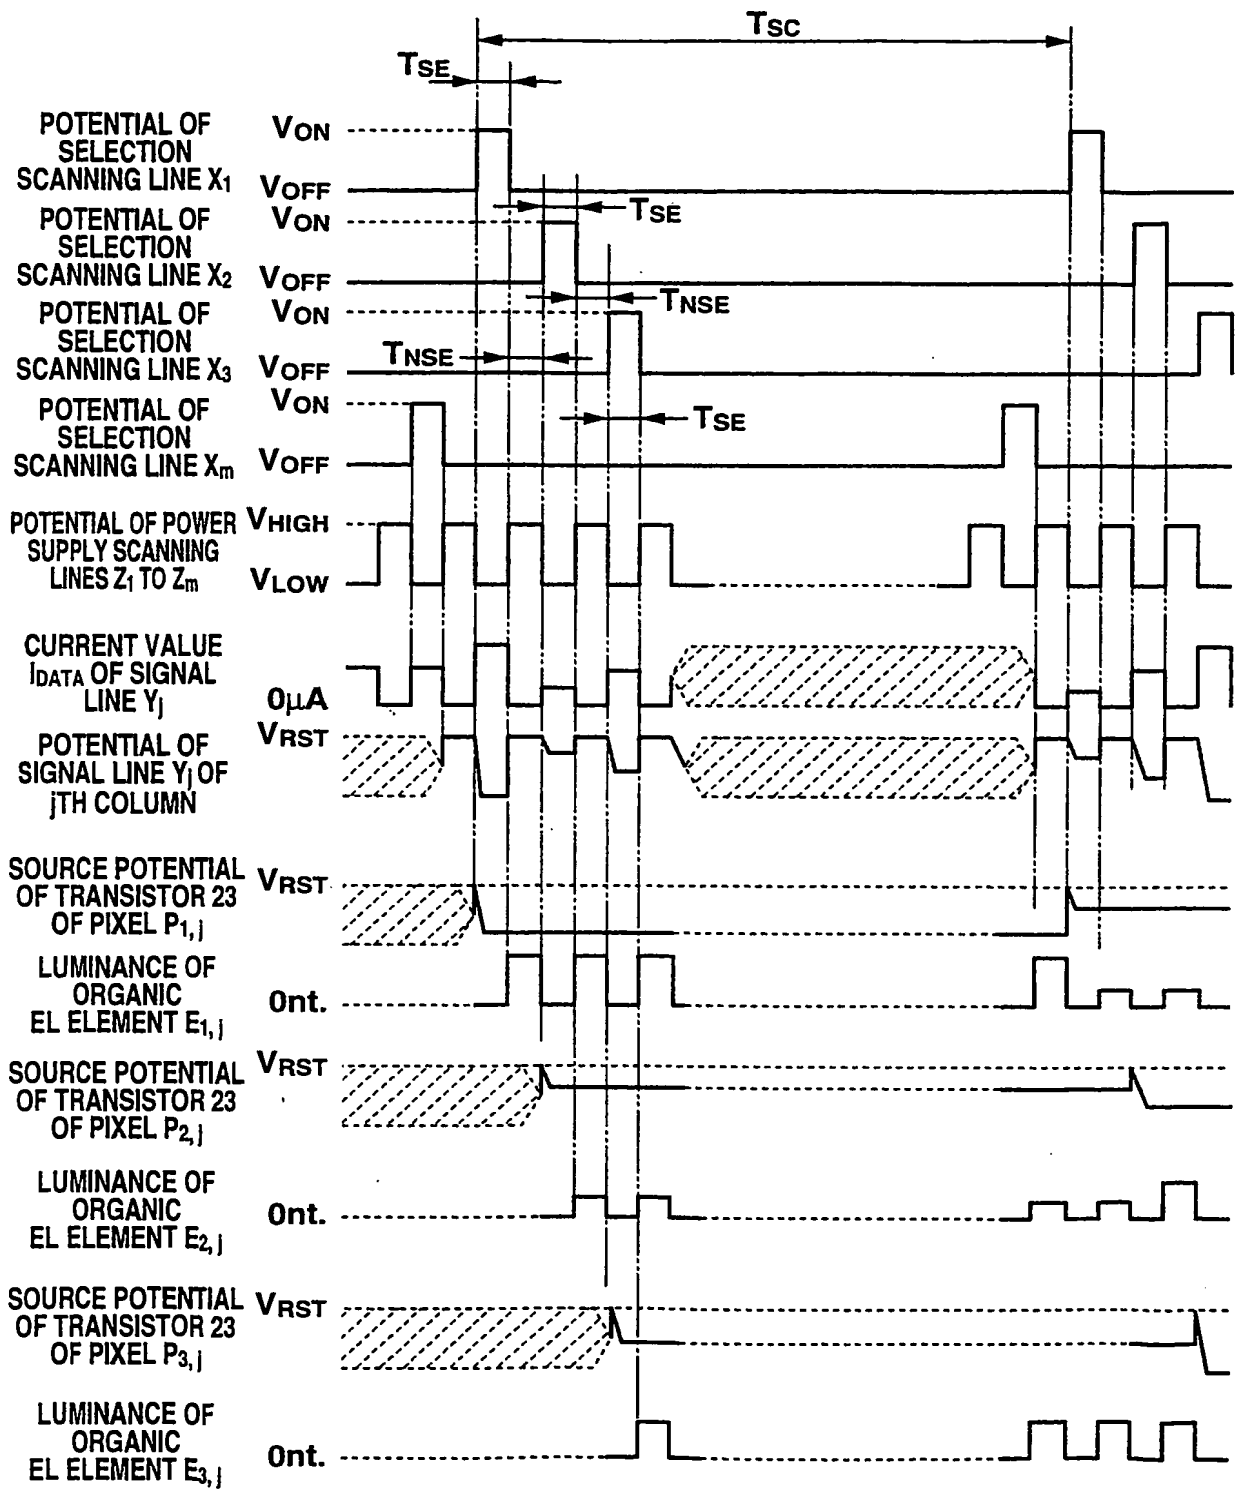 TSC
TSE
POTENTIAL OF
SELECTION
SCANNING LINE X1
VON
VOFF
TSE
POTENTIAL OF
SELECTION
SCANNING LINE X2
VON
VOFF
TNSE
POTENTIAL OF
SELECTION
SCANNING LINE X3
VON
TNSE
VOFF
POTENTIAL OF
SELECTION
SCANNING LINE Xm
VON
TSE
VOFF
POTENTIAL OF POWER
SUPPLY SCANNING
LINES Z1 TO Zm
VHIGH
VLOW
CURRENT VALUE
IDATA OF SIGNAL
LINE Yj
0μA
POTENTIAL OF
SIGNAL LINE Yj OF
jTH COLUMN
VRST
SOURCE POTENTIAL
OF TRANSISTOR 23
OF PIXEL P1, j
VRST
LUMINANCE OF
ORGANIC
EL ELEMENT E1, j
0nt.
SOURCE POTENTIAL
OF TRANSISTOR 23
OF PIXEL P2, j
VRST
LUMINANCE OF
ORGANIC
EL ELEMENT E2, j
0nt.
SOURCE POTENTIAL
OF TRANSISTOR 23
OF PIXEL P3, j
VRST
LUMINANCE OF
ORGANIC
EL ELEMENT E3, j
0nt.